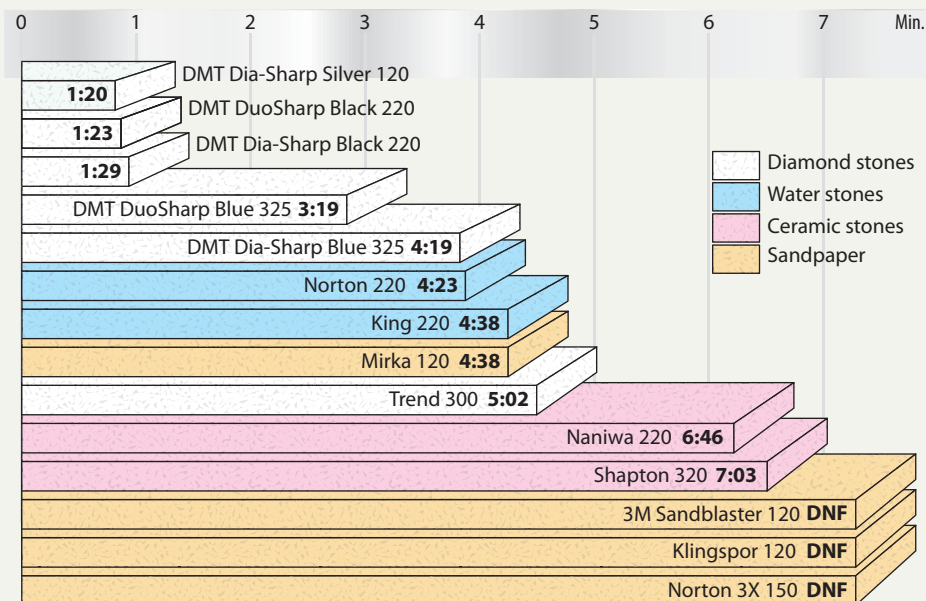 0 1 2 3 4 5 6 7 Min.
DMT Dia-Sharp Silver 120
1:20
DMT DuoSharp Black 220
1:23
DMT Dia-Sharp Black 220
1:29
Diamond stones
Water stones
Ceramic stones
Sandpaper
DMT DuoSharp Blue 325 3:19
DMT Dia-Sharp Blue 325 4:19
Norton 220 4:23
King 220 4:38
Mirka 120 4:38
Trend 300 5:02
Naniwa 220 6:46
Shapton 320 7:03
3M Sandblaster 120 DNF
Klingspor 120 DNF
Norton 3X 150 DNF